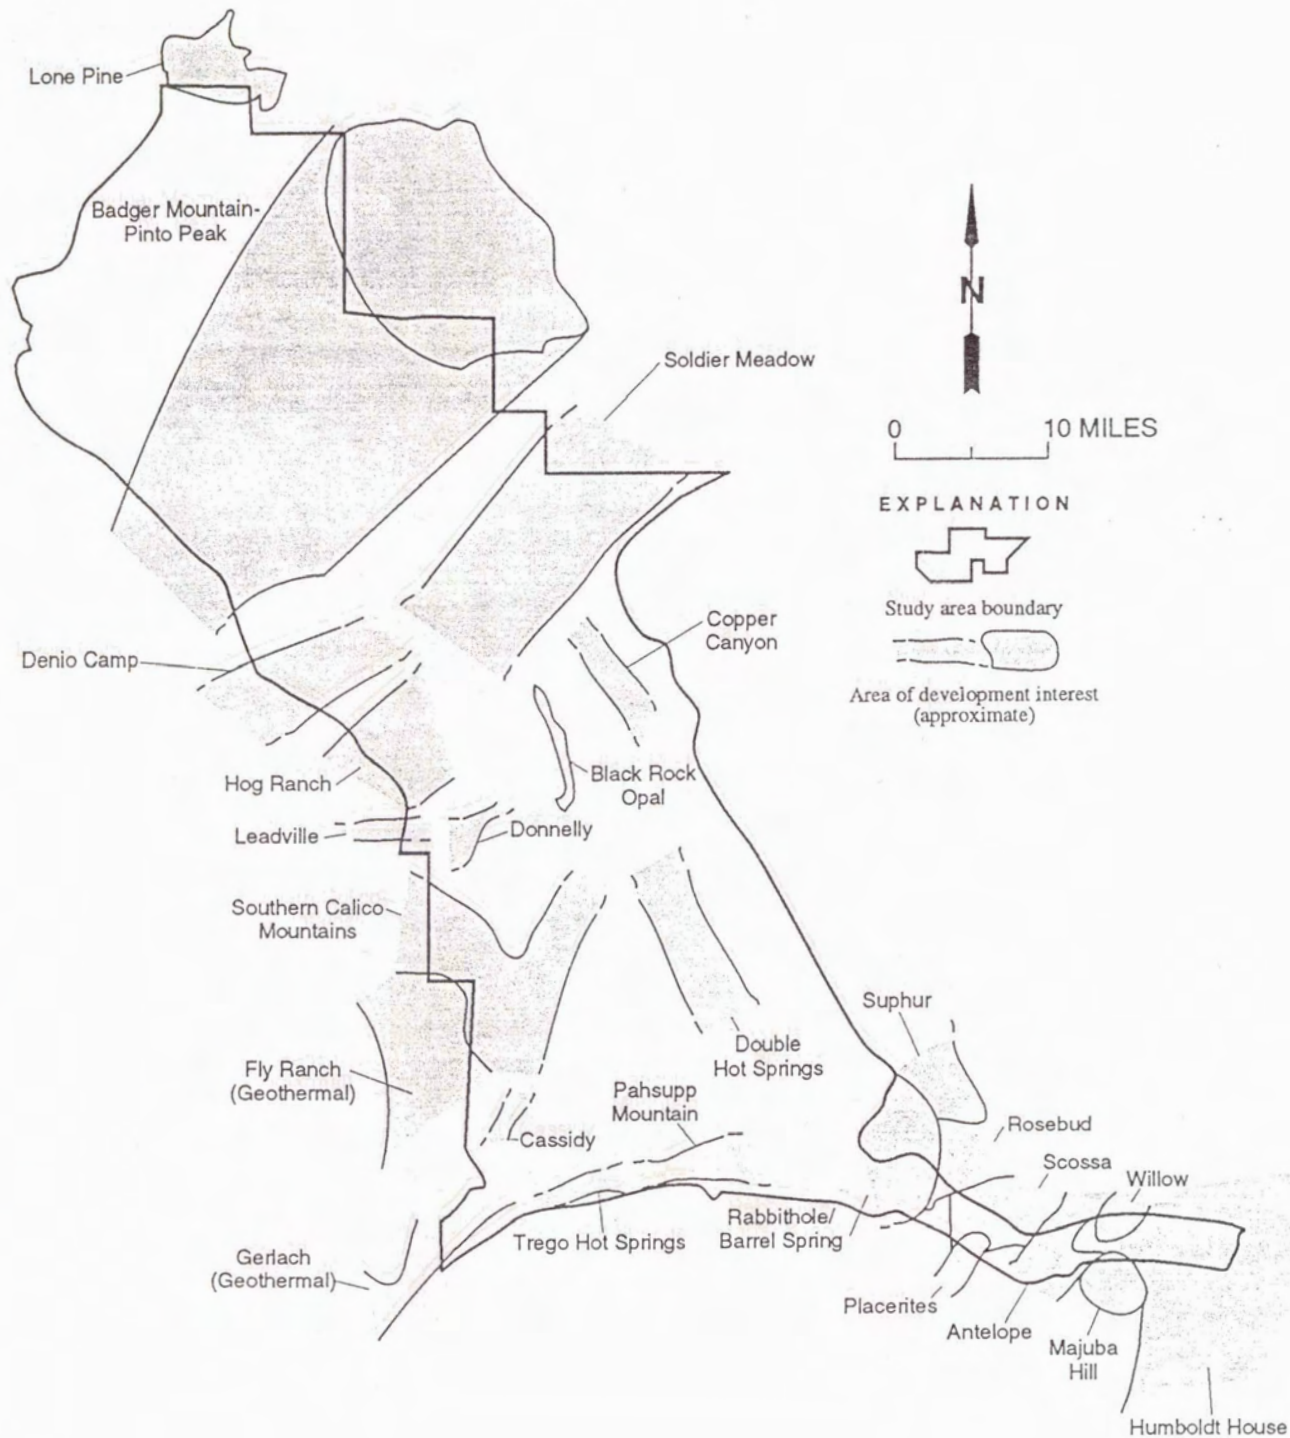 Lone Pine
Badger Mountain-
Pinto Peak
Soldier Meadow
N
0
10 MILES
EXPLANATION
Study area boundary
Area of development interest
(approximate)
Copper
Canyon
Denio Camp
Hog Ranch
Black Rock
Opal
Leadville
Donnelly
Southern Calico
Mountains
Suphur
Double
Hot Springs
Fly Ranch
(Geothermal)
Pahsupp
Mountain
Cassidy
Rosebud
Scossa
Willow
Rabbithole/
Barrel Spring
Trego Hot Springs
Gerlach
(Geothermal)
Placerites
Antelope
Majuba
Hill
Humboldt House